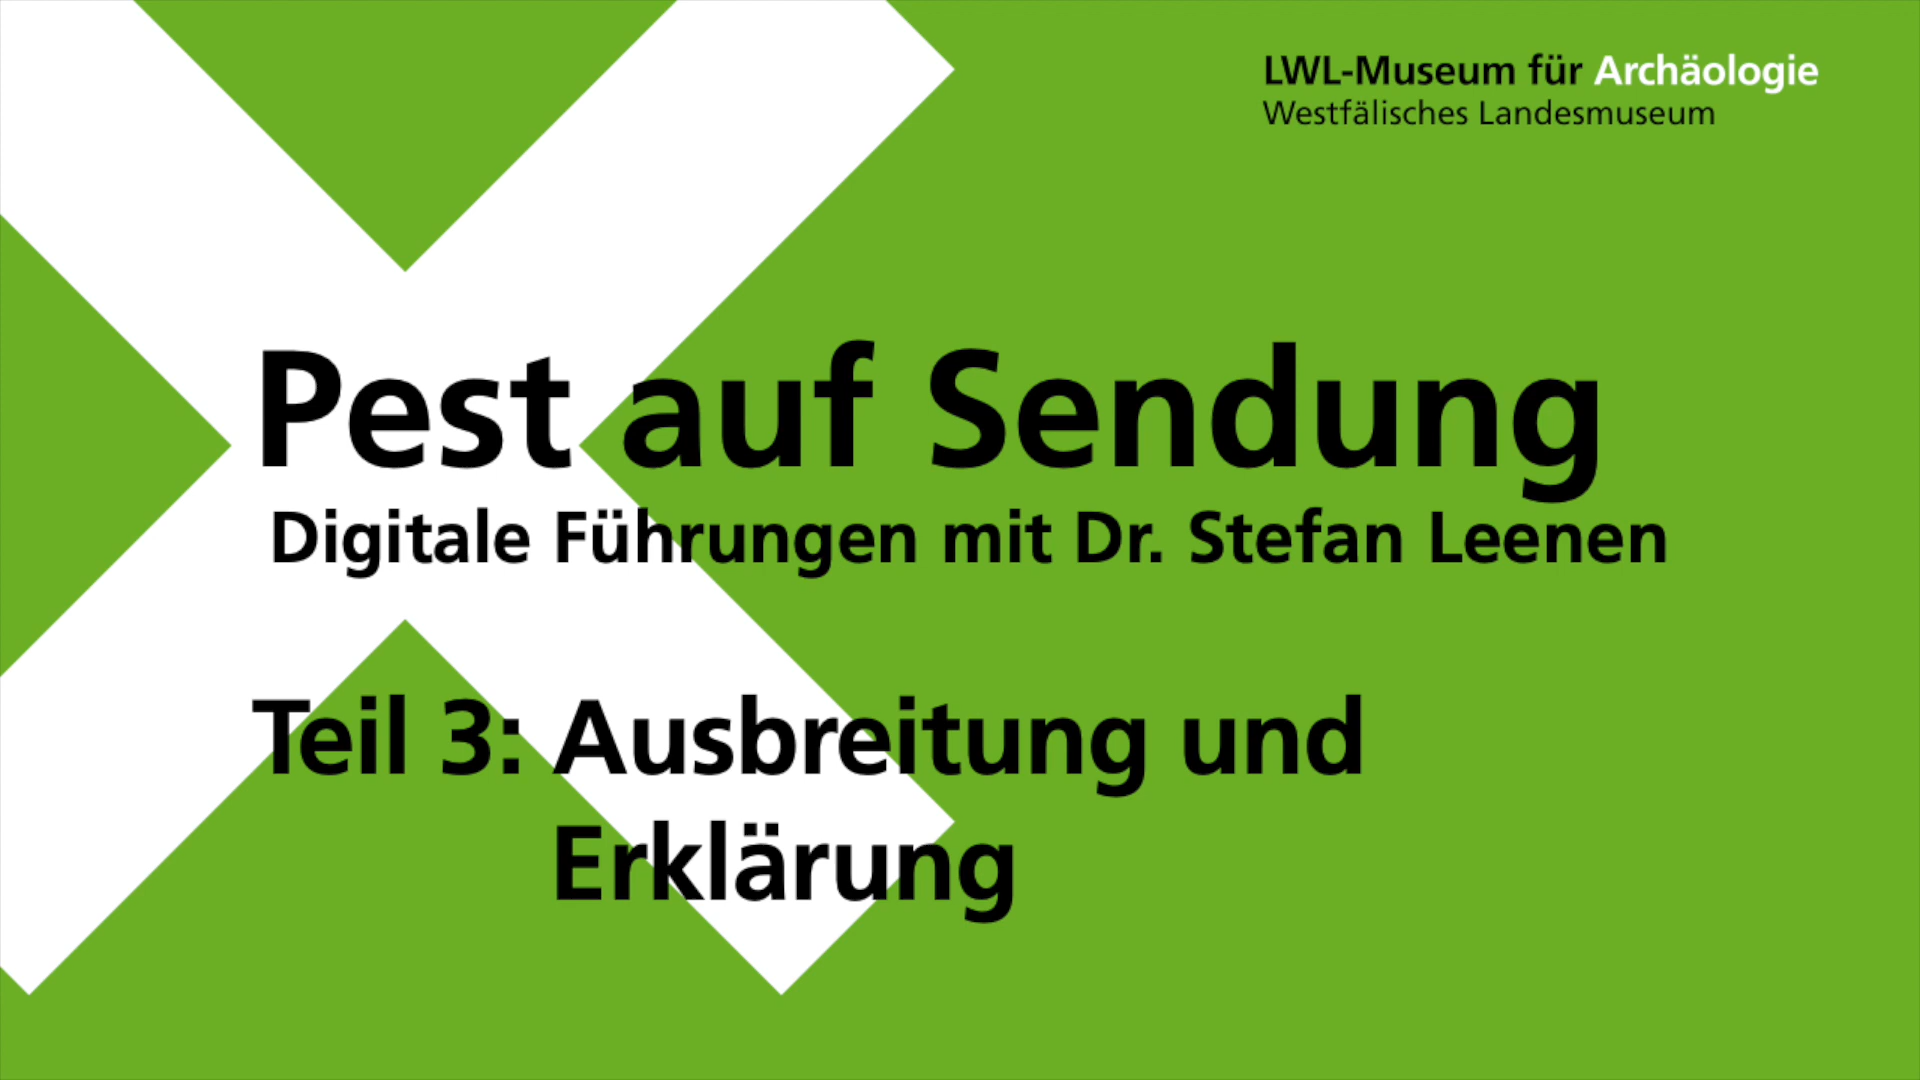 LWL-Museum für Archäologie
Westfälisches Landesmuseum
Pest auf Sendung
Digitale Führungen mit Dr. Stefan Leenen
Teil 3: Ausbreitung und
Erklärung